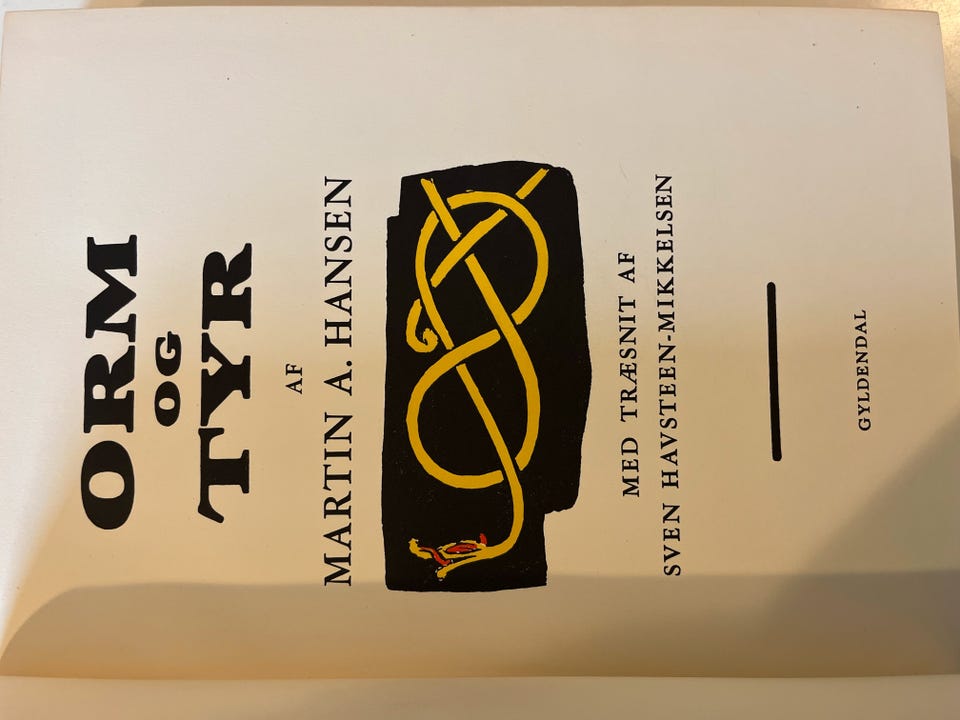 ORM
OG
TYR
AF
MARTIN A. HANSEN
MED TRÆSNIT AF
SVEN HAVSTEEN-MIKKELSEN
GYLDENDAL